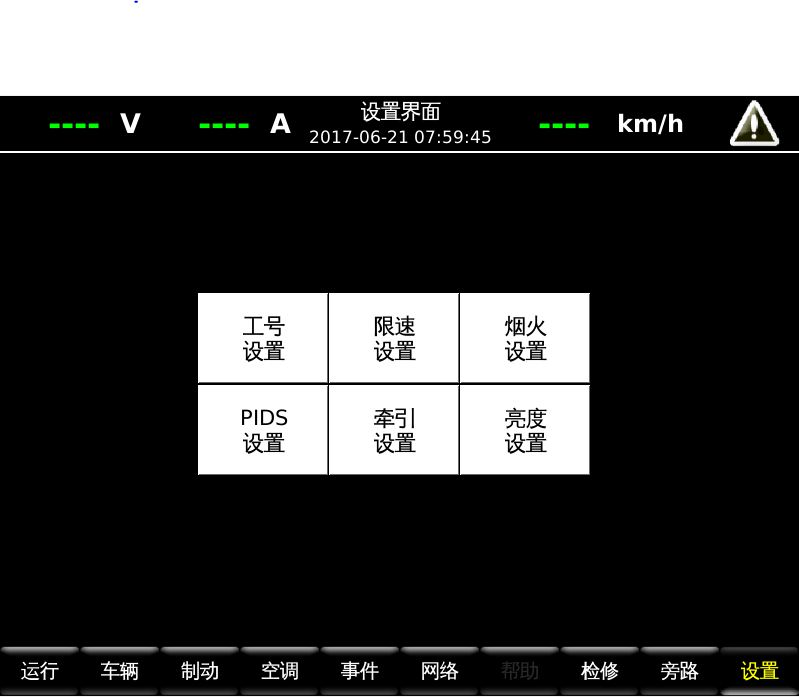 ---- V ---- A 设置界面 ---- km/h
2017-06-21 07:59:45
工号 限速 烟火
设置 设置 设置
PIDS 牵引 亮度
设置 设置 设置
运行 车辆 制动 空调 事件 网络 帮助 检修 旁路 设置